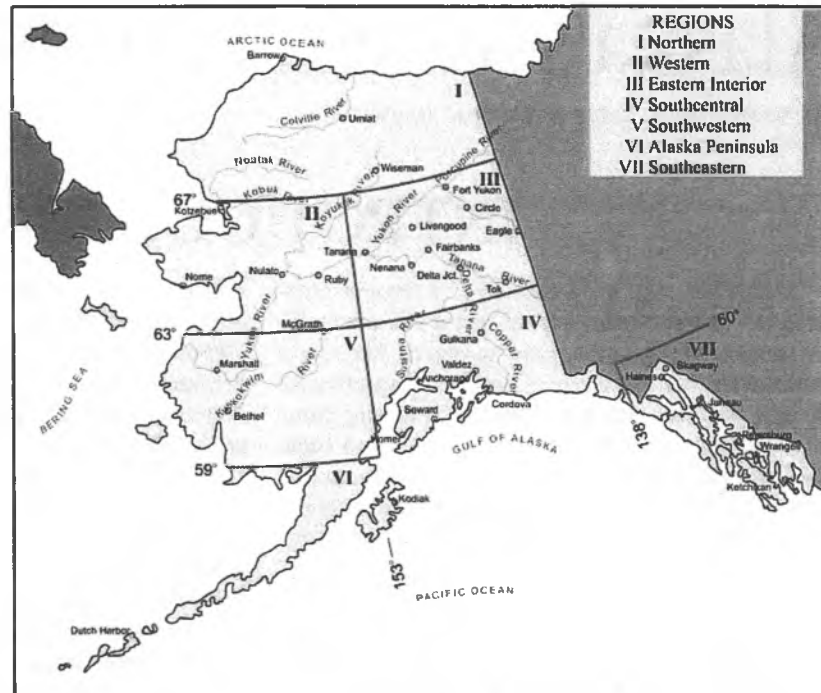 REGIONS
I Northern
II Western
III Eastern Interior
IV Southcentral
V Southwestern
VI Alaska Peninsula
VII Southeastern
ARCTIC OCEAN
Barrow
I
Colville River
Umiat
Noatak River
Wiseman
Porcupine River
Kobuk River
III
Fort Yukon
67°
Kotzebue
II
Koyukuk River
Yukon River
Circle
Livengood
Eagle
Fairbanks
Tanana
Nenana
Tanana River
Nome
Nulato
Ruby
Delta Jct.
Tok
Delta River
Yukon River
McGrath
63°
V
Susitna River
IV
60°
Gulkana
Copper River
VII
Marshall
Valdez
Skagway
Haines
Anchorage
Kuskokwim River
Bethel
Seward
Cordova
Juneau
BERING SEA
Homer
GULF OF ALASKA
138°
Petersburg
Wrangell
59°
VI
Ketchikan
Kodiak
153°
PACIFIC OCEAN
Dutch Harbor